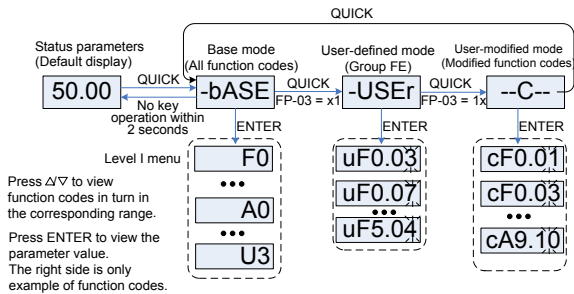 QUICK
Status parameters
(Default display)
Base mode
(All function codes)
User-defined mode
(Group FE)
User-modified mode
(Modified function codes)
50.00
QUICK
No key
operation within
2 seconds
-bASE
QUICK
FP-03 = x1
-USEr
QUICK
FP-03 = 1x
--C--
ENTER
ENTER
ENTER
Level I menu
F0
•••
A0
•••
U3
uF0.03
uF0.07
•••
uF5.04
cF0.01
cF0.03
•••
cA9.10
Press △/▽ to view
function codes in turn in
the corresponding range.
Press ENTER to view the
parameter value.
The right side is only
example of function codes.